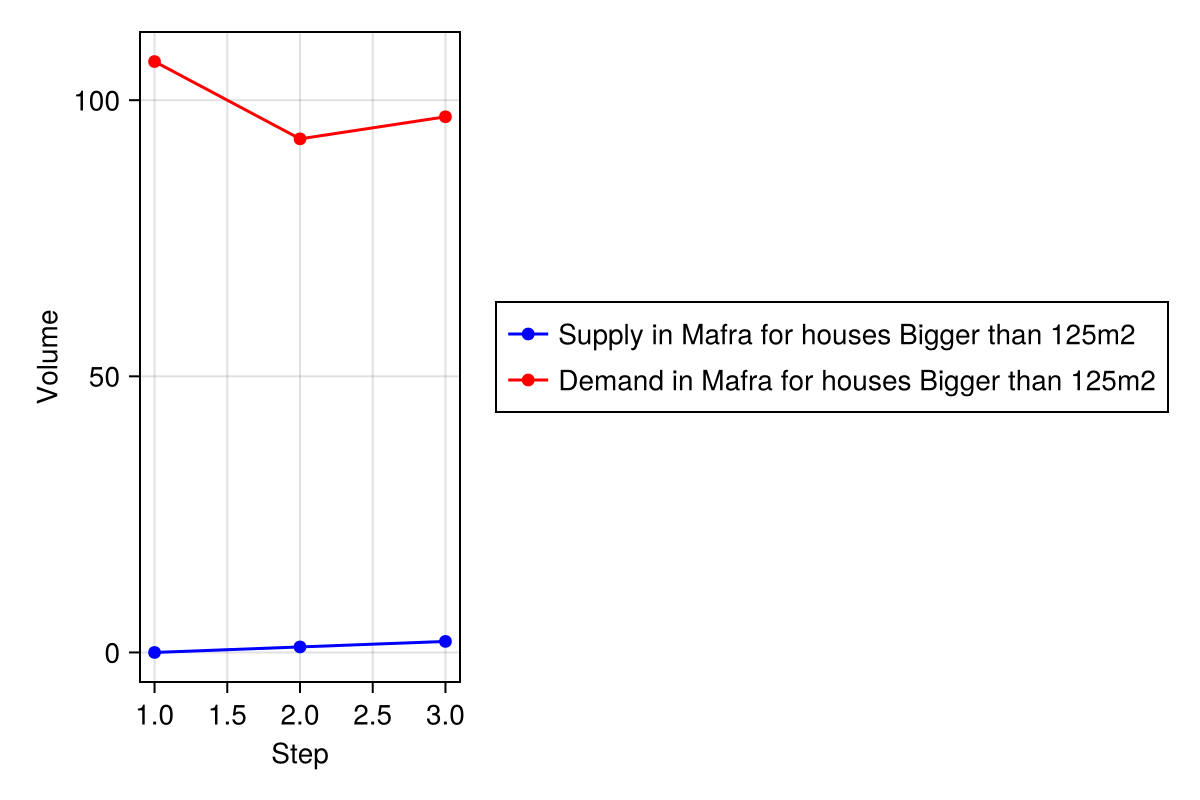 100
50
0
Volume
1.0 1.5 2.0 2.5 3.0
Step
Supply in Mafra for houses Bigger than 125m2
Demand in Mafra for houses Bigger than 125m2